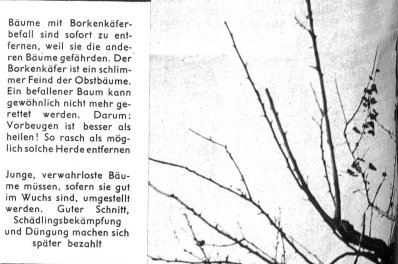 Bäume mit Borkenkäfer-
befall sind sofort zu ent-
fernen, weil sie die ande-
ren Bäume gefährden. Der
Borkenkäfer ist ein schlim-
mer Feind der Obstbäume.
Ein befallener Baum kann
gewöhnlich nicht mehr ge-
rettet werden. Darum:
Vorbeugen ist besser als
heilen! So rasch als mög-
lich solche Herde entfernen
Junge, verwahrloste Bäu-
me müssen, sofern sie gut
im Wuchs sind, umgestellt
werden. Guter Schnitt,
Schädlingsbekämpfung
und Düngung machen sich
später bezahlt